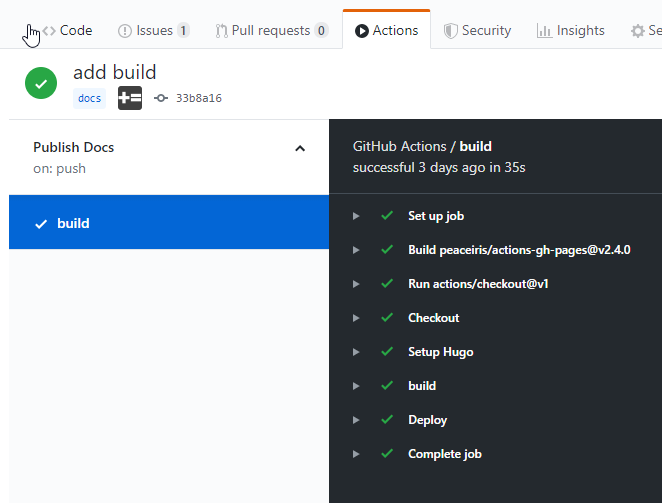 Code Issues 1 Pull requests 0 Actions Security Insights Se
add build
docs 33b8a16
Publish Docs
on: push
build
GitHub Actions / build
successful 3 days ago in 35s
Set up job
Build peaceiris/actions-gh-pages@v2.4.0
Run actions/checkout@v1
Checkout
Setup Hugo
build
Deploy
Complete job